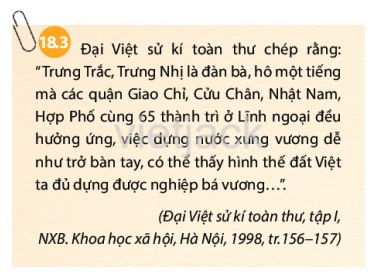 18.3
Đại Việt sử kí toàn thư chép rằng:
“Trưng Trắc, Trưng Nhị là đàn bà, hô một tiếng
mà các quận Giao Chỉ, Cửu Chân, Nhật Nam,
Hợp Phố cùng 65 thành trì ở Lĩnh ngoại đều
hưởng ứng, việc dựng nước xưng vương dễ
như trở bàn tay, có thể thấy hình thế đất Việt
ta đủ dựng được nghiệp bá vương…”.
(Đại Việt sử kí toàn thư, tập I,
NXB. Khoa học xã hội, Hà Nội, 1998, tr.156–157)
vietjack